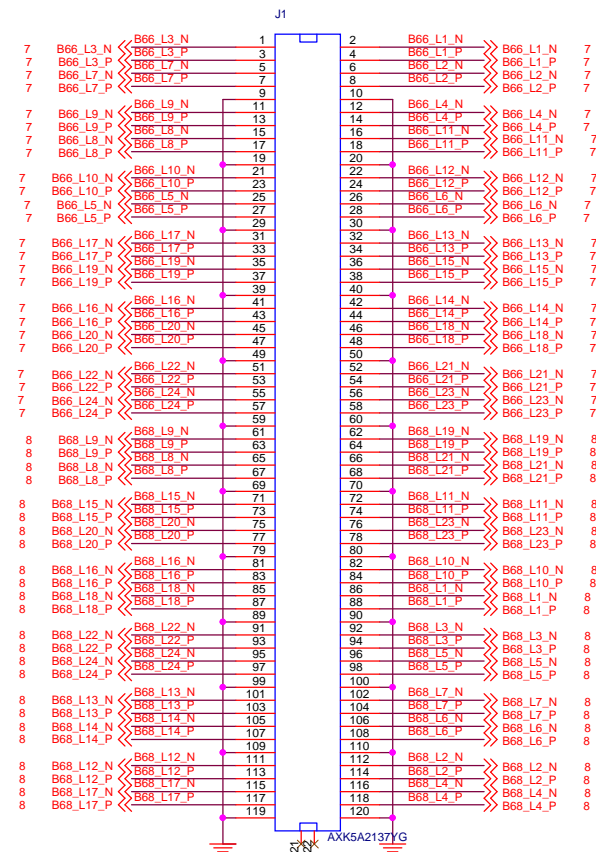 J1
7 B66_L3_N B66_L3_N 1 2 B66_L1_N B66_L1_N 7
7 B66_L3_P B66_L3_P 3 4 B66_L1_P B66_L1_P 7
7 B66_L7_N B66_L7_N 5 6 B66_L2_N B66_L2_N 7
7 B66_L7_P B66_L7_P 7 8 B66_L2_P B66_L2_P 7
9 10
7 B66_L9_N B66_L9_N 11 12 B66_L4_N B66_L4_N 7
7 B66_L9_P B66_L9_P 13 14 B66_L4_P B66_L4_P 7
7 B66_L8_N B66_L8_N 15 16 B66_L11_N B66_L11_N 7
7 B66_L8_P B66_L8_P 17 18 B66_L11_P B66_L11_P 7
19 20
7 B66_L10_N B66_L10_N 21 22 B66_L12_N B66_L12_N 7
7 B66_L10_P B66_L10_P 23 24 B66_L12_P B66_L12_P 7
7 B66_L5_N B66_L5_N 25 26 B66_L6_N B66_L6_N 7
7 B66_L5_P B66_L5_P 27 28 B66_L6_P B66_L6_P 7
29 30
7 B66_L17_N B66_L17_N 31 32 B66_L13_N B66_L13_N 7
7 B66_L17_P B66_L17_P 33 34 B66_L13_P B66_L13_P 7
7 B66_L19_N B66_L19_N 35 36 B66_L15_N B66_L15_N 7
7 B66_L19_P B66_L19_P 37 38 B66_L15_P B66_L15_P 7
39 40
7 B66_L16_N B66_L16_N 41 42 B66_L14_N B66_L14_N 7
7 B66_L16_P B66_L16_P 43 44 B66_L14_P B66_L14_P 7
7 B66_L20_N B66_L20_N 45 46 B66_L18_N B66_L18_N 7
7 B66_L20_P B66_L20_P 47 48 B66_L18_P B66_L18_P 7
49 50
7 B66_L22_N B66_L22_N 51 52 B66_L21_N B66_L21_N 7
7 B66_L22_P B66_L22_P 53 54 B66_L21_P B66_L21_P 7
7 B66_L24_N B66_L24_N 55 56 B66_L23_N B66_L23_N 7
7 B66_L24_P B66_L24_P 57 58 B66_L23_P B66_L23_P 7
59 60
8 B68_L9_N B68_L9_N 61 62 B68_L19_N B68_L19_N 8
8 B68_L9_P B68_L9_P 63 64 B68_L19_P B68_L19_P 8
8 B68_L8_N B68_L8_N 65 66 B68_L21_N B68_L21_N 8
8 B68_L8_P B68_L8_P 67 68 B68_L21_P B68_L21_P 8
69 70
8 B68_L15_N B68_L15_N 71 72 B68_L11_N B68_L11_N 8
8 B68_L15_P B68_L15_P 73 74 B68_L11_P B68_L11_P 8
8 B68_L20_N B68_L20_N 75 76 B68_L23_N B68_L23_N 8
8 B68_L20_P B68_L20_P 77 78 B68_L23_P B68_L23_P 8
79 80
8 B68_L16_N B68_L16_N 81 82 B68_L10_N B68_L10_N 8
8 B68_L16_P B68_L16_P 83 84 B68_L10_P B68_L10_P 8
8 B68_L18_N B68_L18_N 85 86 B68_L1_N B68_L1_N 8
8 B68_L18_P B68_L18_P 87 88 B68_L1_P B68_L1_P 8
89 90
8 B68_L22_N B68_L22_N 91 92 B68_L3_N B68_L3_N 8
8 B68_L22_P B68_L22_P 93 94 B68_L3_P B68_L3_P 8
8 B68_L24_N B68_L24_N 95 96 B68_L5_N B68_L5_N 8
8 B68_L24_P B68_L24_P 97 98 B68_L5_P B68_L5_P 8
99 100
8 B68_L13_N B68_L13_N 101 102 B68_L7_N B68_L7_N 8
8 B68_L13_P B68_L13_P 103 104 B68_L7_P B68_L7_P 8
8 B68_L14_N B68_L14_N 105 106 B68_L6_N B68_L6_N 8
8 B68_L14_P B68_L14_P 107 108 B68_L6_P B68_L6_P 8
109 110
8 B68_L12_N B68_L12_N 111 112 B68_L2_N B68_L2_N 8
8 B68_L12_P B68_L12_P 113 114 B68_L2_P B68_L2_P 8
8 B68_L17_N B68_L17_N 115 116 B68_L4_N B68_L4_N 8
8 B68_L17_P B68_L17_P 117 118 B68_L4_P B68_L4_P 8
119 120
AXK5A2137YG